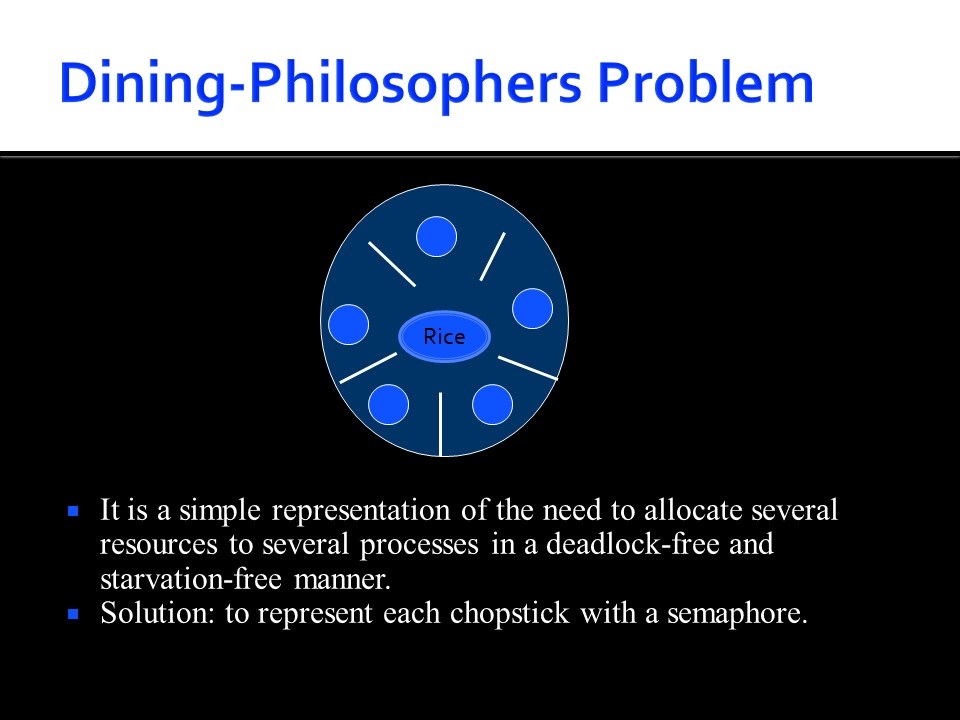 Dining-Philosophers Problem
Rice
▪ It is a simple representation of the need to allocate several
resources to several processes in a deadlock-free and
starvation-free manner.
▪ Solution: to represent each chopstick with a semaphore.